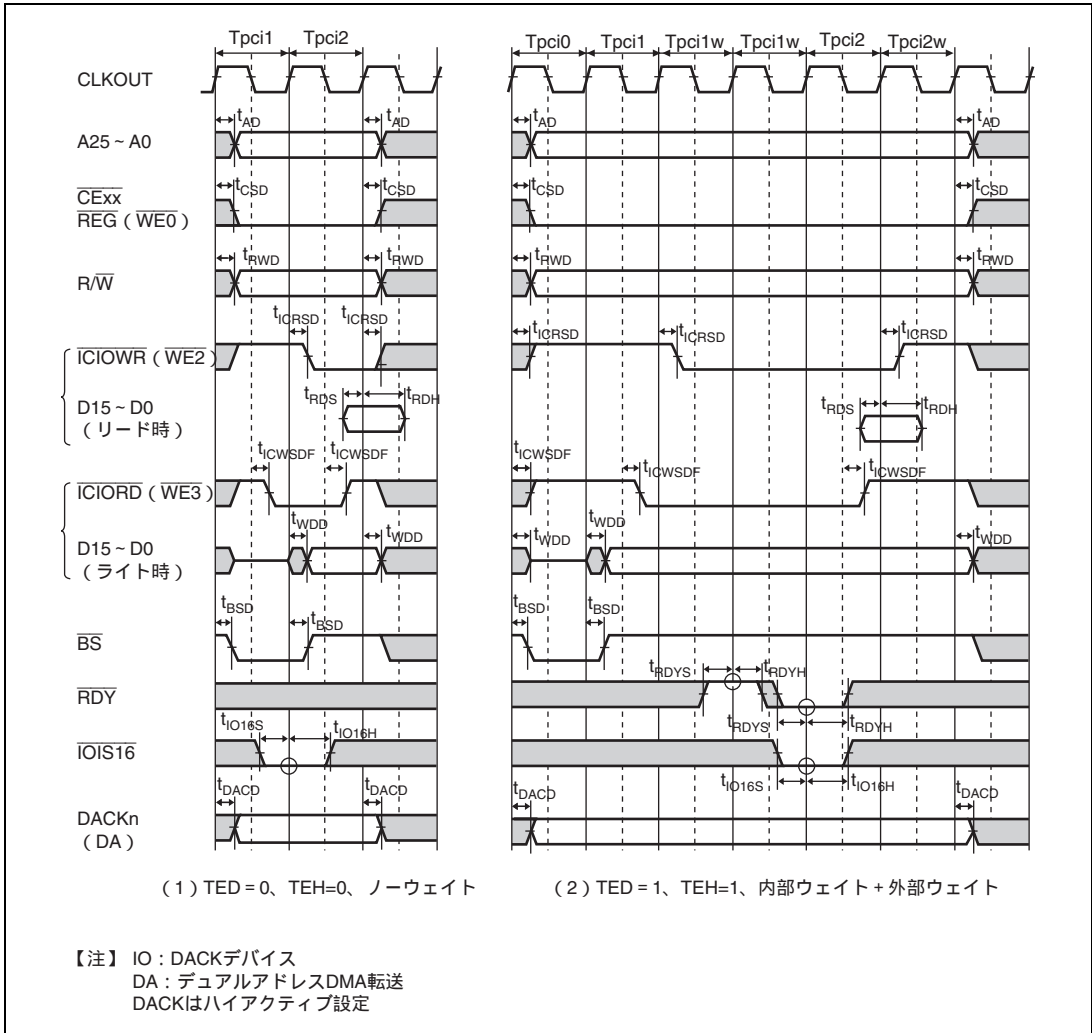 Tpci1 Tpci2 Tpci0 Tpci1 Tpci1w Tpci1w Tpci2 Tpci2w
CLKOUT
tAD tAD tAD tAD
A25 ~ A0
tCSD tCSD tCSD tCSD
CExx
REG ( WE0 )
tRWD tRWD tRWD tRWD
R/W
tICRSD tICRSD tICRSD tICRSD tICRSD
ICIOWR ( WE2 )
tRDS tRDH tRDS tRDH
D15 ~ D0
( リード時 )
tICWSDF tICWSDF tICWSDF tICWSDF tICWSDF
ICIORD ( WE3 )
tWDD tWDD tWDD tWDD tWDD
D15 ~ D0
( ライト時 )
tBSD tBSD tBSD tBSD
BS
tRDYS tRDYH
RDY
tRDYS tRDYH
tIO16S tIO16H
IOIS16
tIO16S tIO16H
tDACD tDACD tDACD tDACD
DACKn
( DA )
( 1 ) TED = 0、TEH=0、ノーウェイト
( 2 ) TED = 1、TEH=1、内部ウェイト + 外部ウェイト
【注】 IO : DACKデバイス
DA : デュアルアドレスDMA転送
DACKはハイアクティブ設定